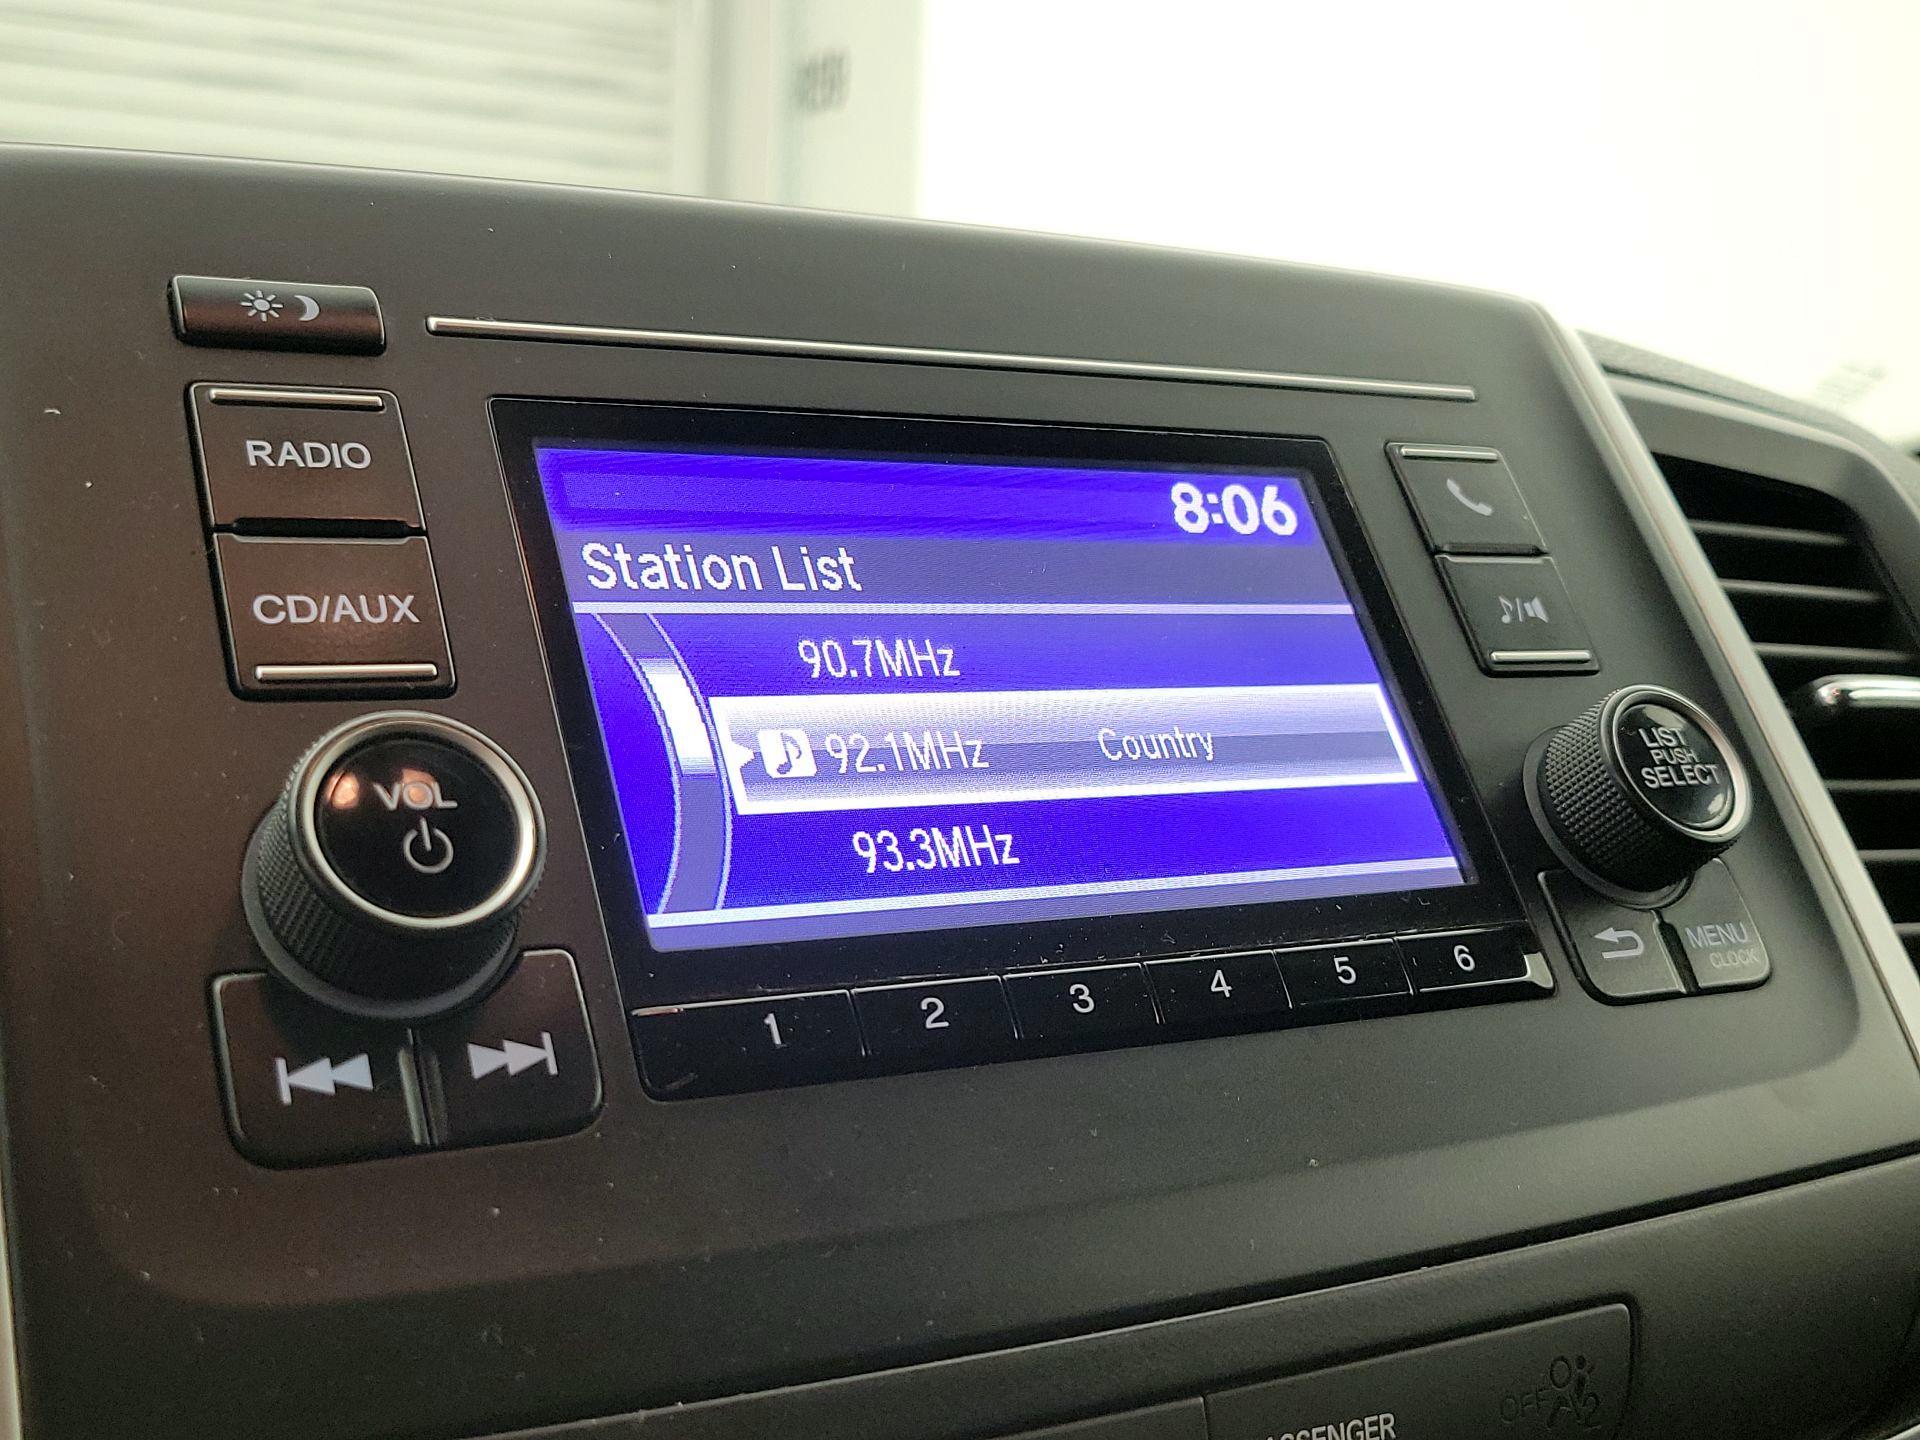 RADIO
CD/AUX
VOL
8:06
Station List
90.7MHz
92.1MHz Country
93.3MHz
1 2 3 4 5 6
LIST
PUSH
SELECT
MENU
CLOCK
OFF